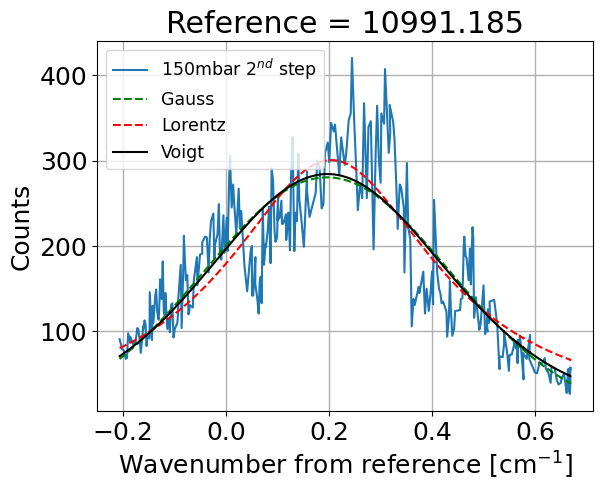 Reference = 10991.185
400
300
200
100
Counts
150mbar 2nd step
Gauss
Lorentz
Voigt
−0.2 0.0 0.2 0.4 0.6
Wavenumber from reference [cm−1]